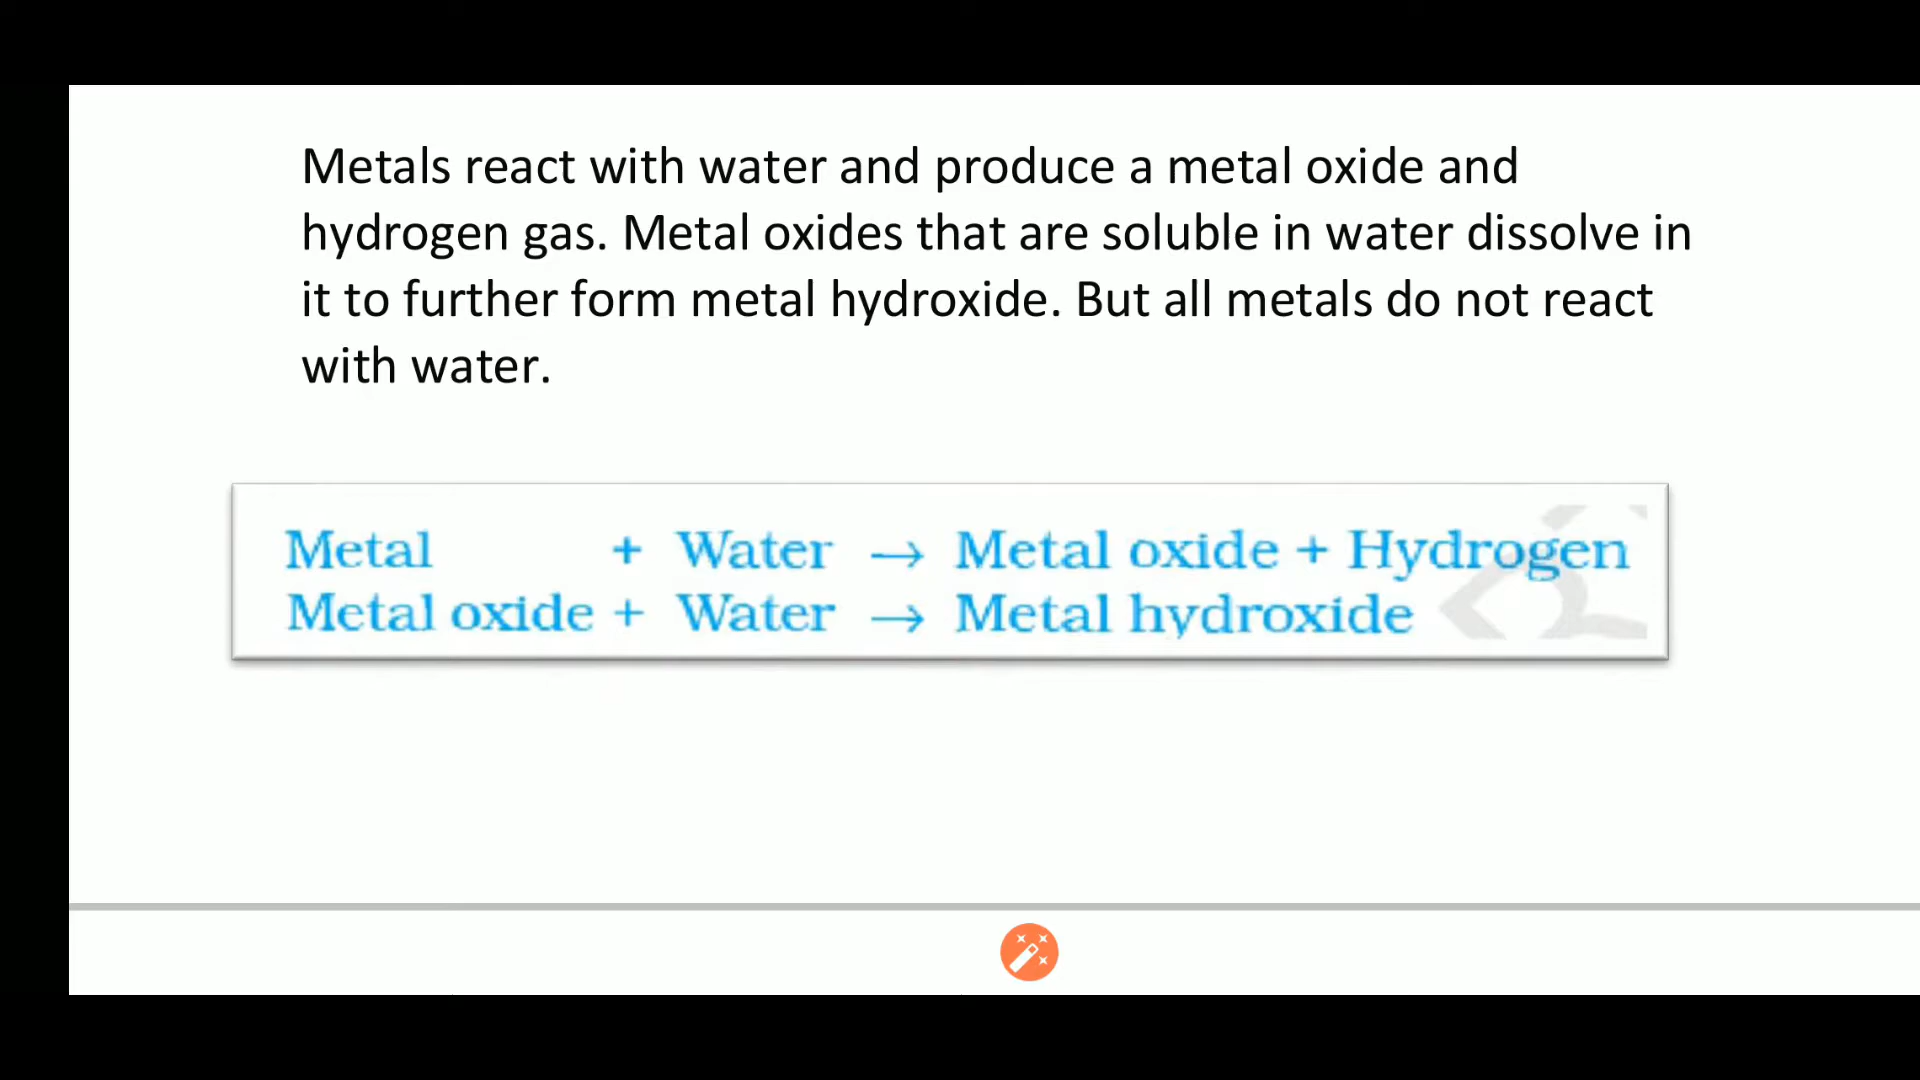 Metals react with water and produce a metal oxide and
hydrogen gas. Metal oxides that are soluble in water dissolve in
it to further form metal hydroxide. But all metals do not react
with water.
Metal + Water → Metal oxide + Hydrogen
Metal oxide + Water → Metal hydroxide